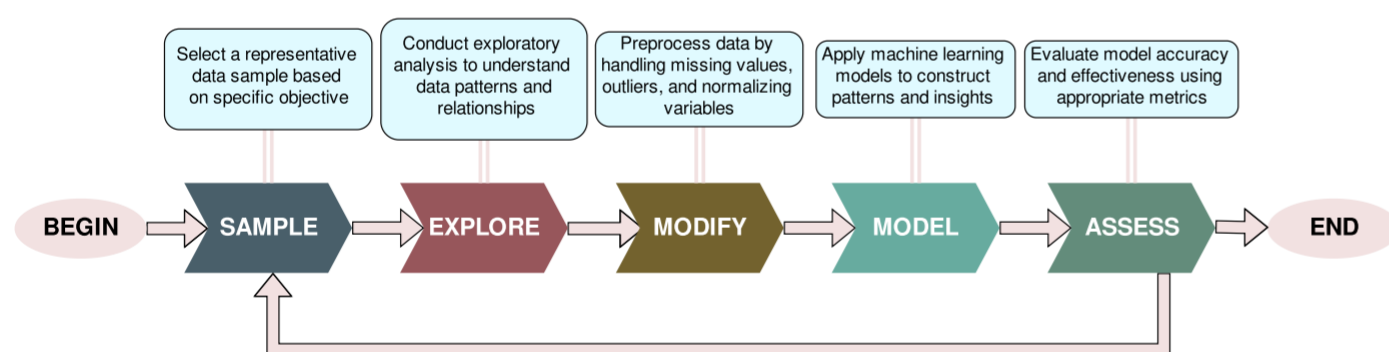 Select a representative
data sample based
on specific objective
Conduct exploratory
analysis to understand
data patterns and
relationships
Preprocess data by
handling missing values,
outliers, and normalizing
variables
Apply machine learning
models to construct
patterns and insights
Evaluate model accuracy
and effectiveness using
appropriate metrics
BEGIN
SAMPLE
EXPLORE
MODIFY
MODEL
ASSESS
END